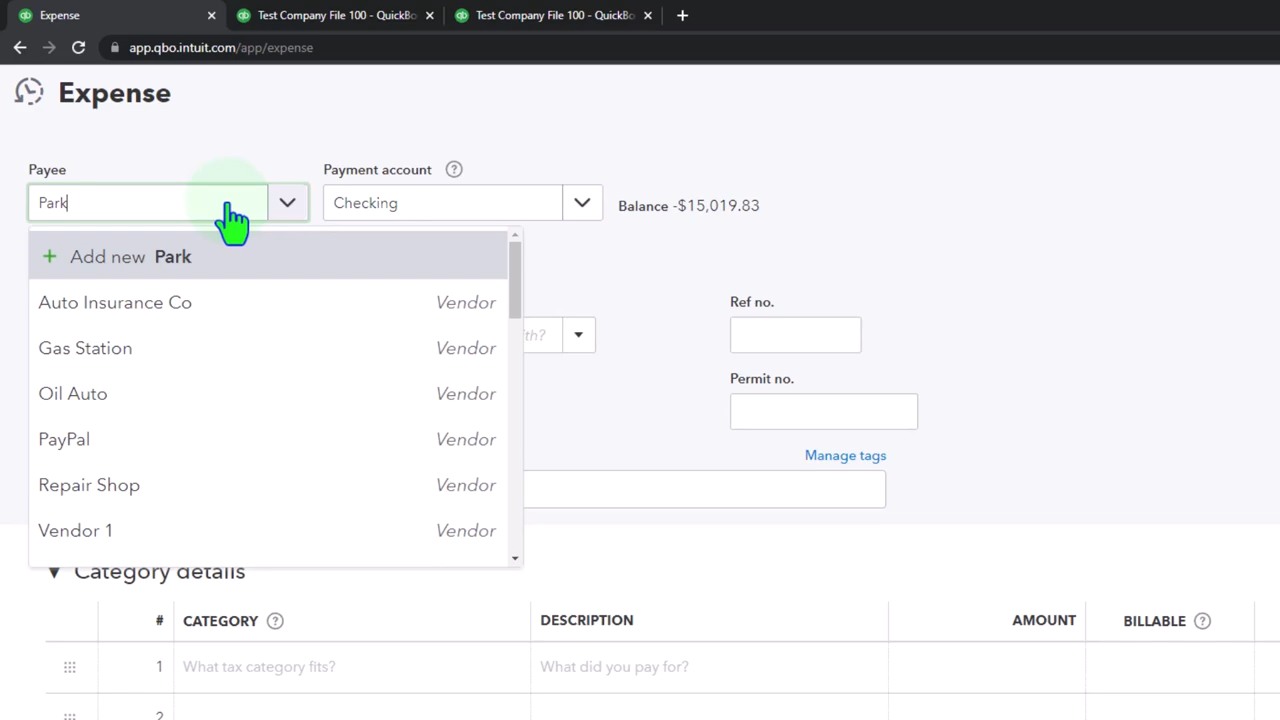 Expense
Test Company File 100 - QuickBo
Test Company File 100 - QuickBo
app.qbo.intuit.com/app/expense
Expense
Payee
Payment account ?
Park
Checking
Balance -$15,019.83
+ Add new Park
Auto Insurance Co Vendor
Ref no.
Gas Station Vendor
ith?
Permit no.
Oil Auto Vendor
PayPal Vendor
Manage tags
Repair Shop Vendor
Vendor 1 Vendor
Category details
# CATEGORY ? DESCRIPTION AMOUNT BILLABLE ?
1 What tax category fits? What did you pay for?
2